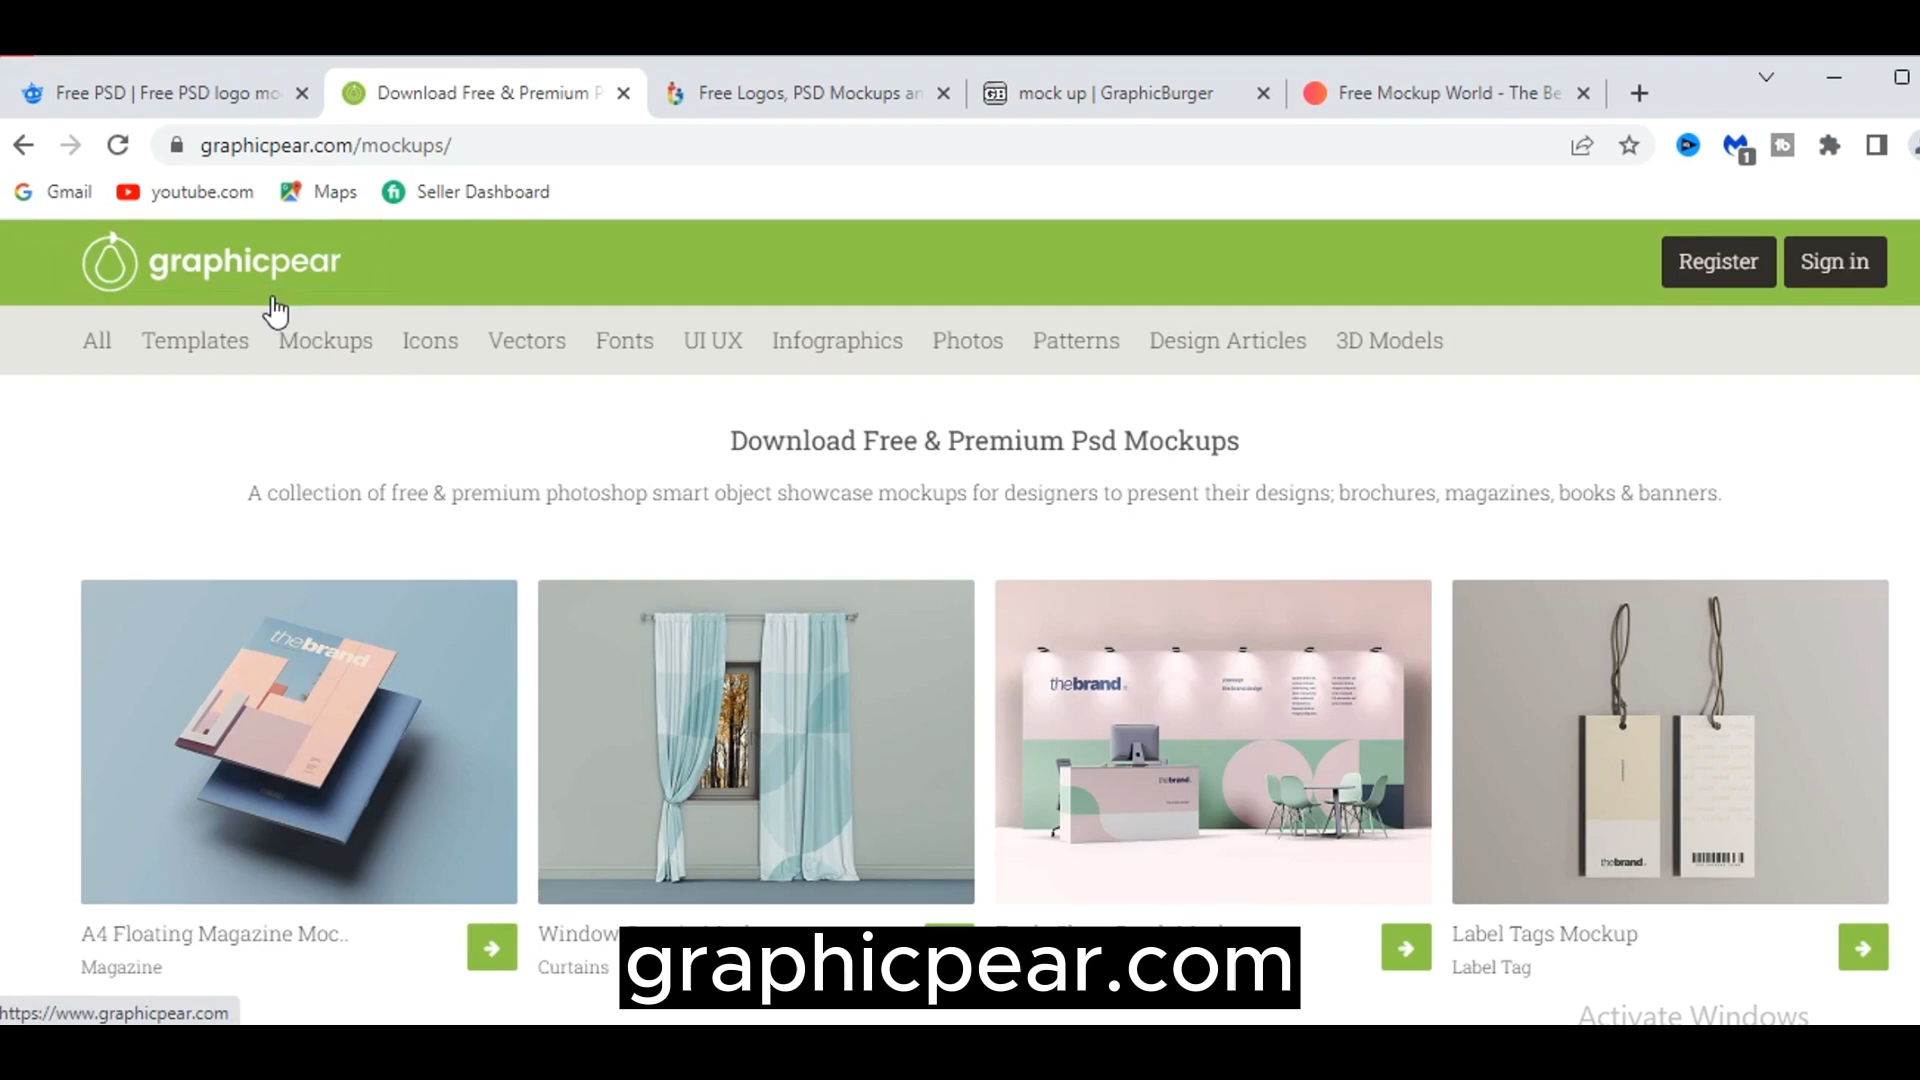 Free PSD | Free PSD logo mo
Download Free & Premium P
Free Logos, PSD Mockups an
mock up | GraphicBurger
Free Mockup World - The Be
graphicpear.com/mockups/
1
Gmail
youtube.com
Maps
Seller Dashboard
graphicpear
Register
Sign in
All
Templates
Mockups
Icons
Vectors
Fonts
UI UX
Infographics
Photos
Patterns
Design Articles
3D Models
Download Free & Premium Psd Mockups
A collection of free & premium photoshop smart object showcase mockups for designers to present their designs; brochures, magazines, books & banners.
thebrand
thebrand
thebrand
thebrand
A4 Floating Magazine Moc..
Magazine
Window
Curtains
Label Tags Mockup
Label Tag
graphicpear.com
https://www.graphicpear.com
Activate Windows